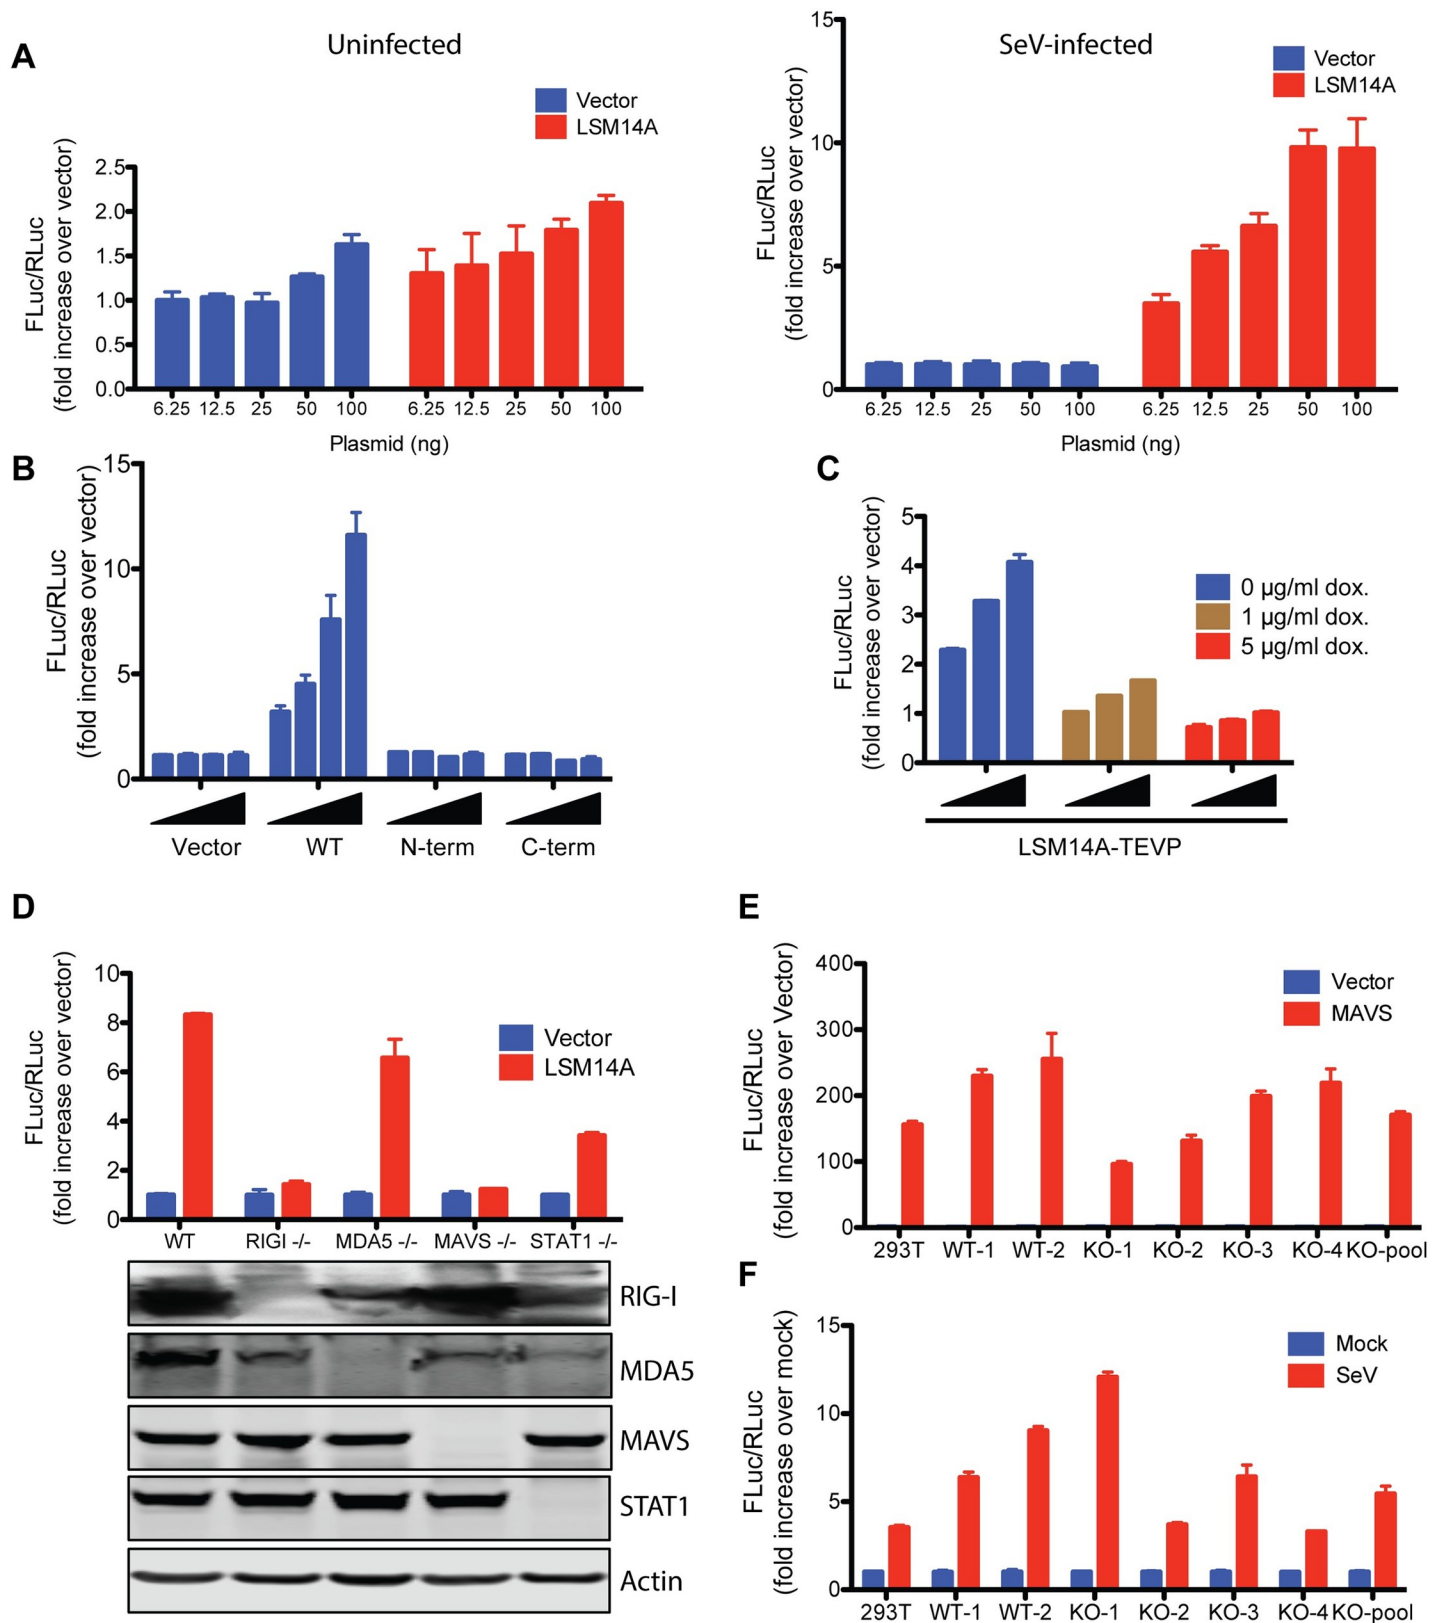 A
Uninfected
Vector
LSM14A
FLuc/RLuc
(fold increase over vector)
2.5
2.0
1.5
1.0
0.5
0.0
6.25 12.5 25 50 100 6.25 12.5 25 50 100
Plasmid (ng)
SeV-infected
Vector
LSM14A
FLuc/RLuc
(fold increase over vector)
15
10
5
0
6.25 12.5 25 50 100 6.25 12.5 25 50 100
Plasmid (ng)
B
FLuc/RLuc
(fold increase over vector)
15
10
5
0
Vector WT N-term C-term
C
FLuc/RLuc
(fold increase over vector)
5
4
3
2
1
0
0 µg/ml dox.
1 µg/ml dox.
5 µg/ml dox.
LSM14A-TEVP
D
FLuc/RLuc
(fold increase over vector)
10
8
6
4
2
0
Vector
LSM14A
WT RIGI -/- MDA5 -/- MAVS -/- STAT1 -/-
RIG-I
MDA5
MAVS
STAT1
Actin
E
FLuc/RLuc
(fold increase over Vector)
400
300
200
100
0
Vector
MAVS
293T WT-1 WT-2 KO-1 KO-2 KO-3 KO-4 KO-pool
F
FLuc/RLuc
(fold increase over mock)
15
10
5
0
Mock
SeV
293T WT-1 WT-2 KO-1 KO-2 KO-3 KO-4 KO-pool